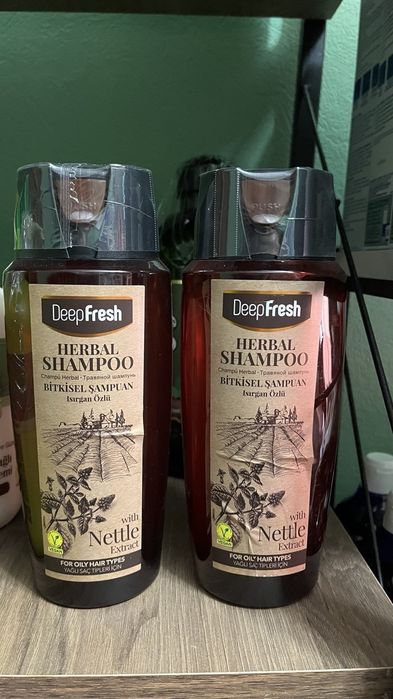 PUSH
DeepFresh
HERBAL
SHAMPOO
Champú Herbal • Травяной шампунь
BİTKİSEL ŞAMPUAN
Isırgan Özlü
with
Nettle
Extract
VEGAN
FOR OILY HAIR TYPES
YAĞLI SAÇ TİPLERİ İÇİN
PUSH
DeepFresh
HERBAL
SHAMPOO
Champú Herbal • Травяной шампунь
BİTKİSEL ŞAMPUAN
Isırgan Özlü
with
Nettle
Extract
VEGAN
FOR OILY HAIR TYPES
YAĞLI SAÇ TİPLERİ İÇİN